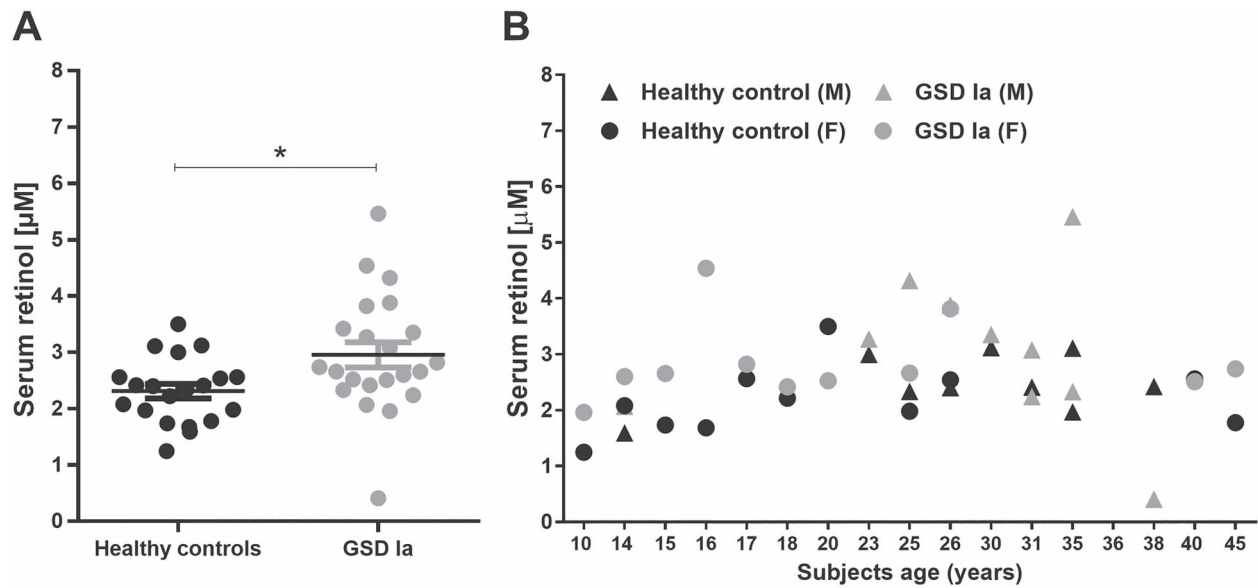 A
Serum retinol [µM]
8
7
6
5
4
3
2
1
0
*
Healthy controls GSD Ia
B
Serum retinol [µM]
8
7
6
5
4
3
2
1
0
Healthy control (M) GSD Ia (M)
Healthy control (F) GSD Ia (F)
10 14 15 16 17 18 20 23 25 26 30 31 35 36 38 40 45
Subjects age (years)